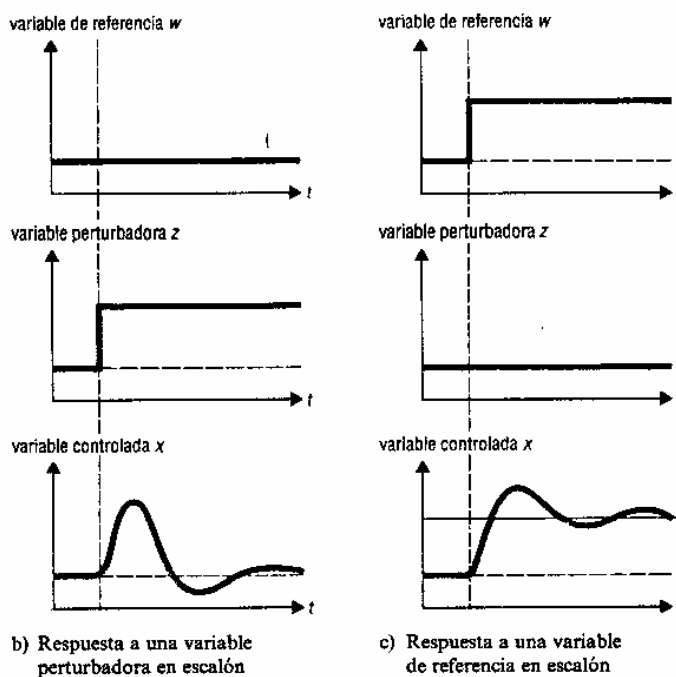 variable de referencia w
t
variable perturbadora z
t
variable controlada x
t
b) Respuesta a una variable
perturbadora en escalón
variable de referencia w
variable perturbadora z
variable controlada x
c) Respuesta a una variable
de referencia en escalón